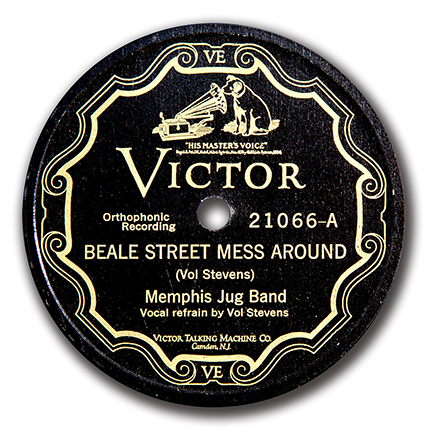 VE
"HIS MASTER'S VOICE"
VICTOR
Orthophonic
Recording
21066-A
BEALE STREET MESS AROUND
(Vol Stevens)
Memphis Jug Band
Vocal refrain by Vol Stevens
VICTOR TALKING MACHINE CO.
Camden, N.J.
VE